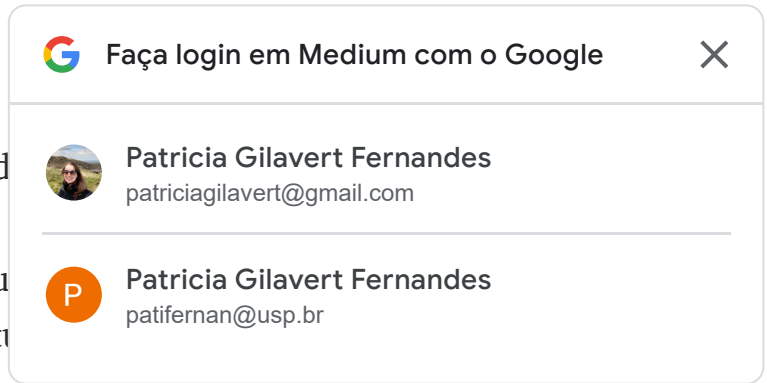 Faça login em Medium com o Google
Patricia Gilavert Fernandes
patriciagilavert@gmail.com
P
Patricia Gilavert Fernandes
patifernan@usp.br